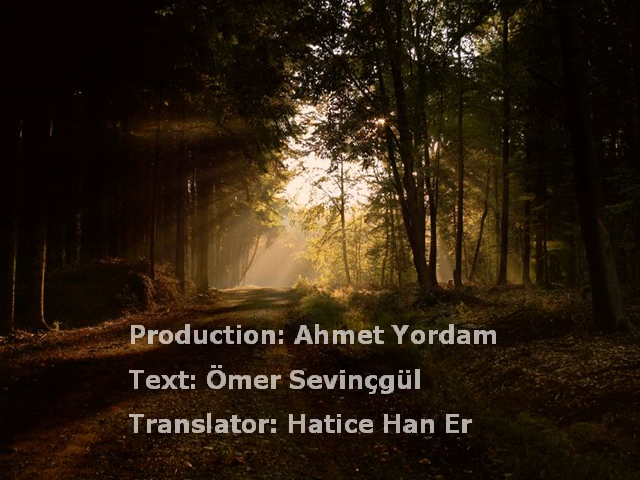 Production: Ahmet Yordam
Text: Ömer Sevinçgül
Translator: Hatice Han Er